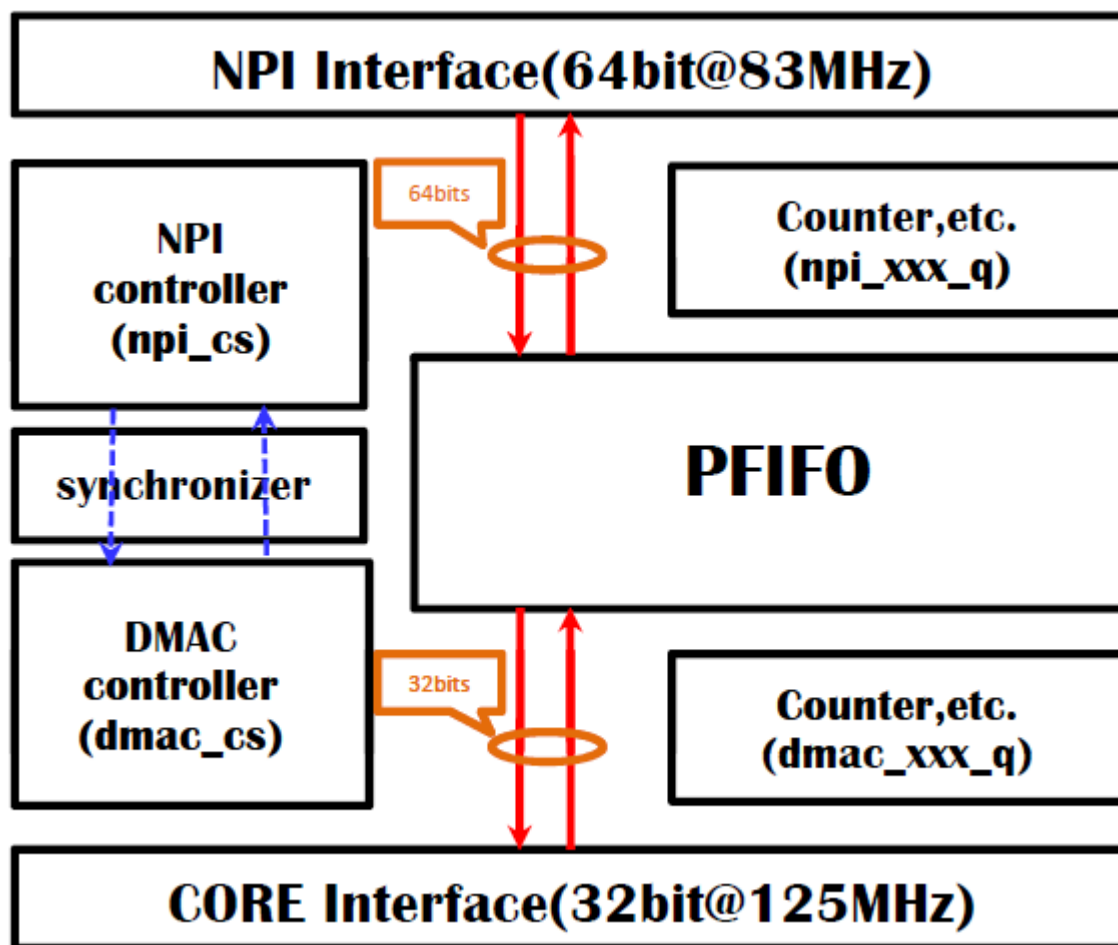 NPI Interface(64bit@83MHz)
64bits
NPI
controller
(npi_cs)
Counter,etc.
(npi_xxx_q)
PFIFO
synchronizer
DMAC
controller
(dmac_cs)
32bits
Counter,etc.
(dmac_xxx_q)
CORE Interface(32bit@125MHz)